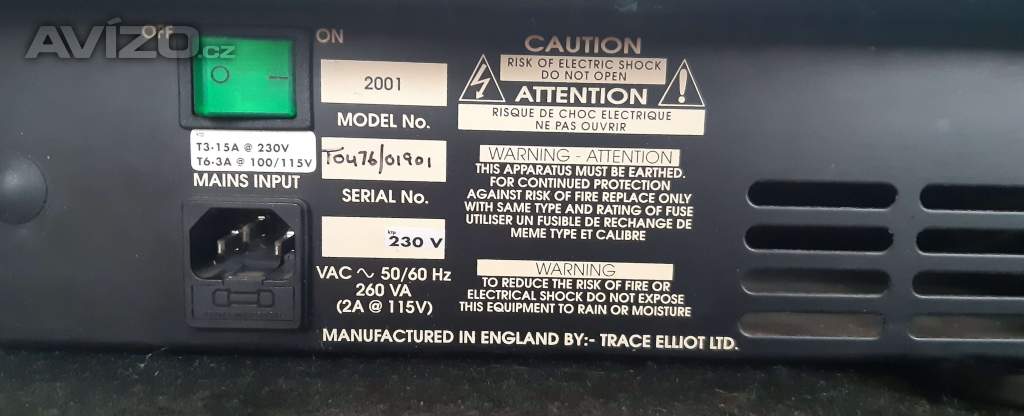 AVÍZO.cz
OFF
ON
2001
MODEL No.
T3·15A @ 230V
T6·3A @ 100/115V
MAINS INPUT
T0476/01901
SERIAL No.
230 V
VAC ~ 50/60 Hz
260 VA
(2A @ 115V)
CAUTION
RISK OF ELECTRIC SHOCK
DO NOT OPEN
ATTENTION
RISQUE DE CHOC ELECTRIQUE
NE PAS OUVRIR
WARNING - ATTENTION
THIS APPARATUS MUST BE EARTHED.
FOR CONTINUED PROTECTION
AGAINST RISK OF FIRE REPLACE ONLY
WITH SAME TYPE AND RATING OF FUSE
UTILISER UN FUSIBLE DE RECHANGE DE
MEME TYPE ET CALIBRE
WARNING
TO REDUCE THE RISK OF FIRE OR
ELECTRICAL SHOCK DO NOT EXPOSE
THIS EQUIPMENT TO RAIN OR MOISTURE
MANUFACTURED IN ENGLAND BY:- TRACE ELLIOT LTD.